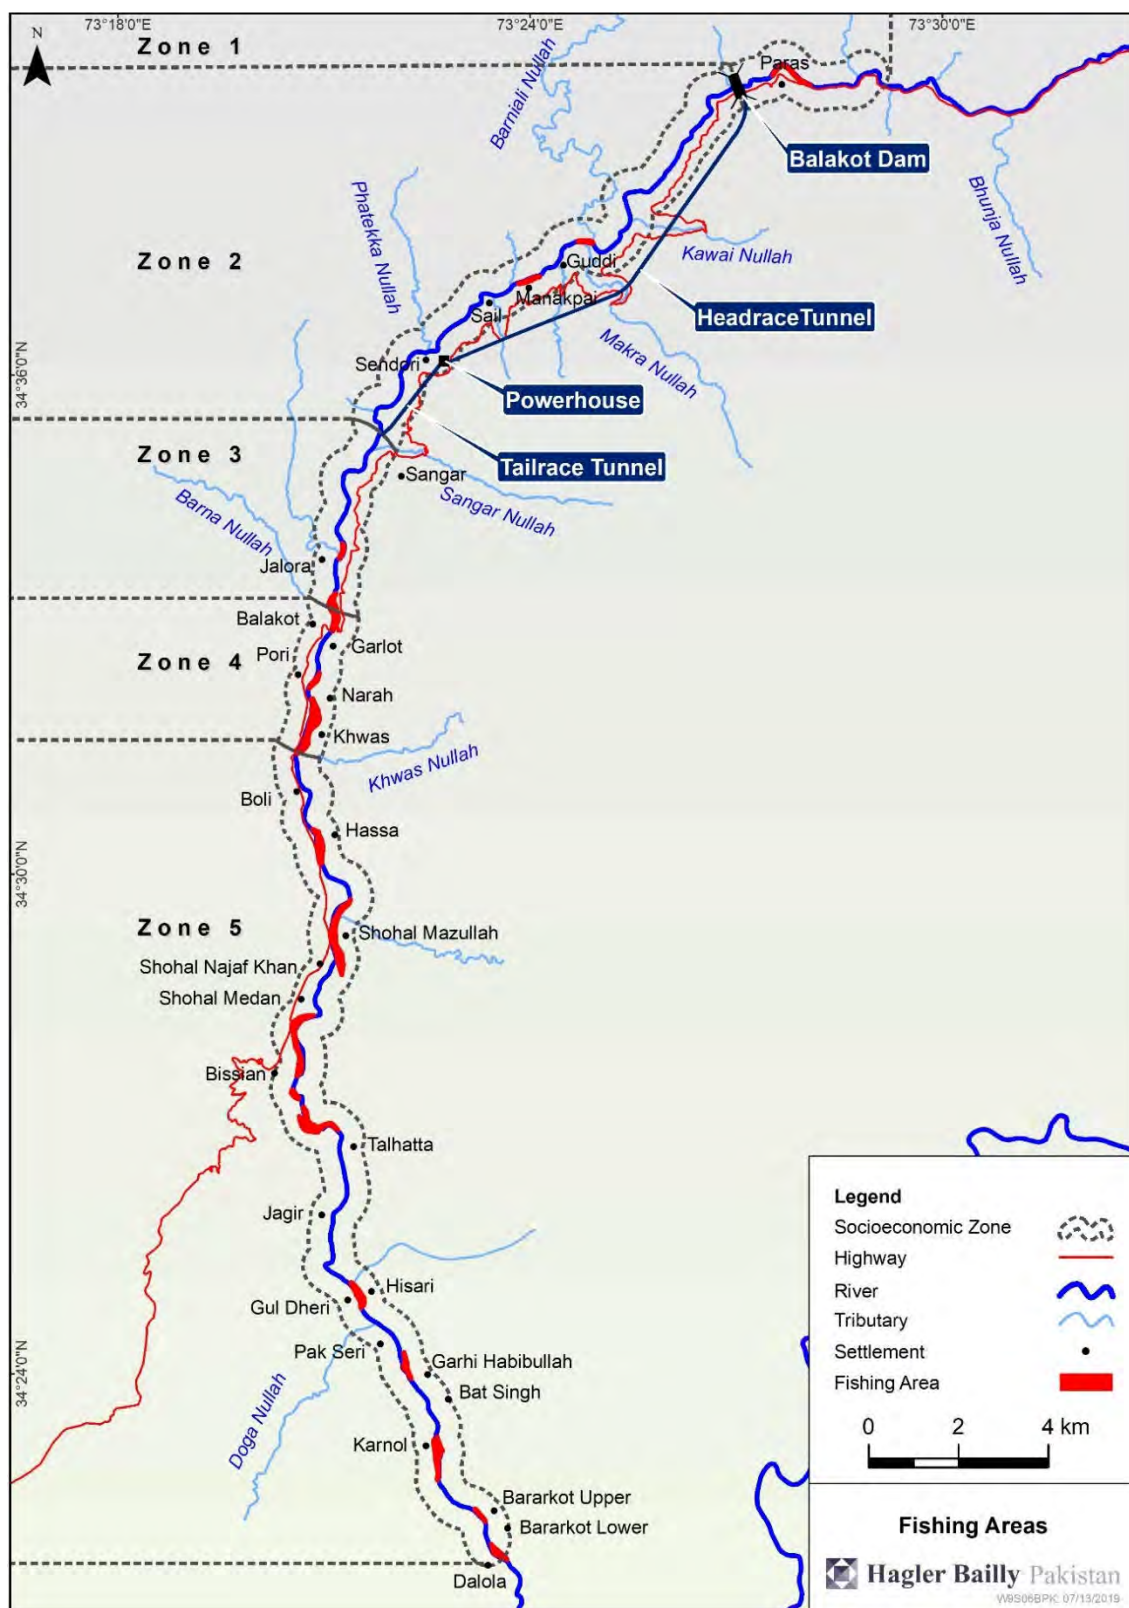 73°18'0"E
73°24'0"E
73°30'0"E
N
Zone 1
Paras
Barniali Nullah
Balakot Dam
Bhunja Nullah
Phatekka Nullah
Zone 2
Kawai Nullah
Guddi
Manakpai
Sail
HeadraceTunnel
Makra Nullah
Sendori
Powerhouse
34°36'0"N
Zone 3
Tailrace Tunnel
Sangar
Sangar Nullah
Barna Nullah
Jalora
Balakot
Garlot
Pori
Zone 4
Narah
Khwas
Khwas Nullah
Boli
Hassa
34°30'0"N
Zone 5
Shohal Mazullah
Shohal Najaf Khan
Shohal Medan
Bissian
Talhatta
Jagir
Hisari
Gul Dheri
Pak Seri
Garhi Habibullah
34°24'0"N
Bat Singh
Doga Nullah
Karnol
Bararkot Upper
Bararkot Lower
Dalola
Legend
Socioeconomic Zone
Highway
River
Tributary
Settlement
Fishing Area
0 2 4 km
Fishing Areas
Hagler Bailly Pakistan
W9S06BPK: 07/13/2019